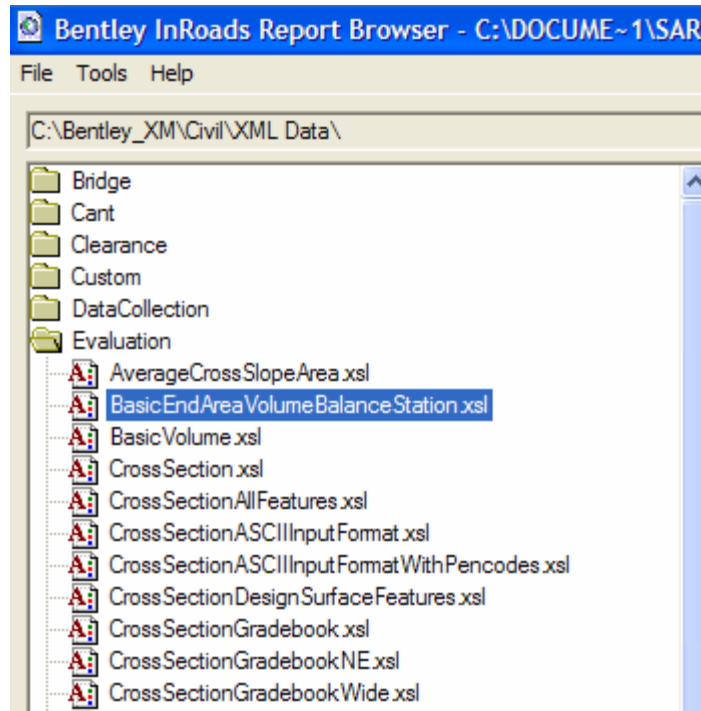 Bentley InRoads Report Browser - C:\DOCUME~1\SAR
File Tools Help
C:\Bentley_XM\Civil\XML Data\
Bridge
Cant
Clearance
Custom
DataCollection
Evaluation
AverageCrossSlopeArea.xsl
BasicEndAreaVolumeBalanceStation.xsl
BasicVolume.xsl
CrossSection.xsl
CrossSectionAllFeatures.xsl
CrossSectionASCIIInputFormat.xsl
CrossSectionASCIIInputFormatWithPencodes.xsl
CrossSectionDesignSurfaceFeatures.xsl
CrossSectionGradebook.xsl
CrossSectionGradebookNE.xsl
CrossSectionGradebookWide.xsl